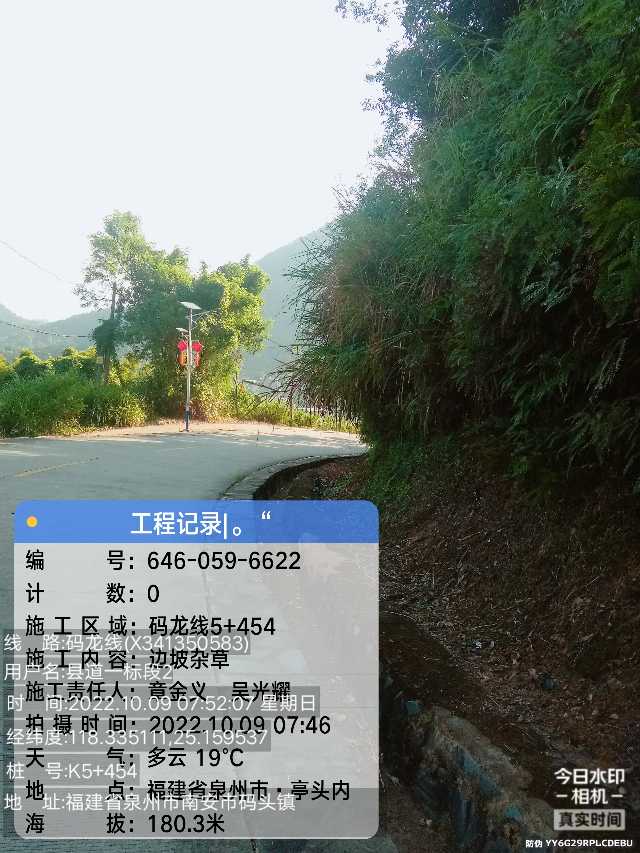 工程记录|。“
编 号：646-059-6622
计 数：0
施工区域：码龙线5+454
线 路:码龙线(X341350583)
施工内容：边坡杂草
用户名:县道一标段2
施工责任人：章金义 吴光耀
时 间:2022.10.09 07:52:07 星期日
拍摄时间：2022.10.09 07:46
经纬度:118.335111,25.159537
天 气：多云 19℃
桩 号:K5+454
地 点：福建省泉州市·亭头内
地 址:福建省泉州市南安市码头镇
海 拔：180.3米
今日水印
相机
真实时间
防伪 YY6G29RPLCDEBU